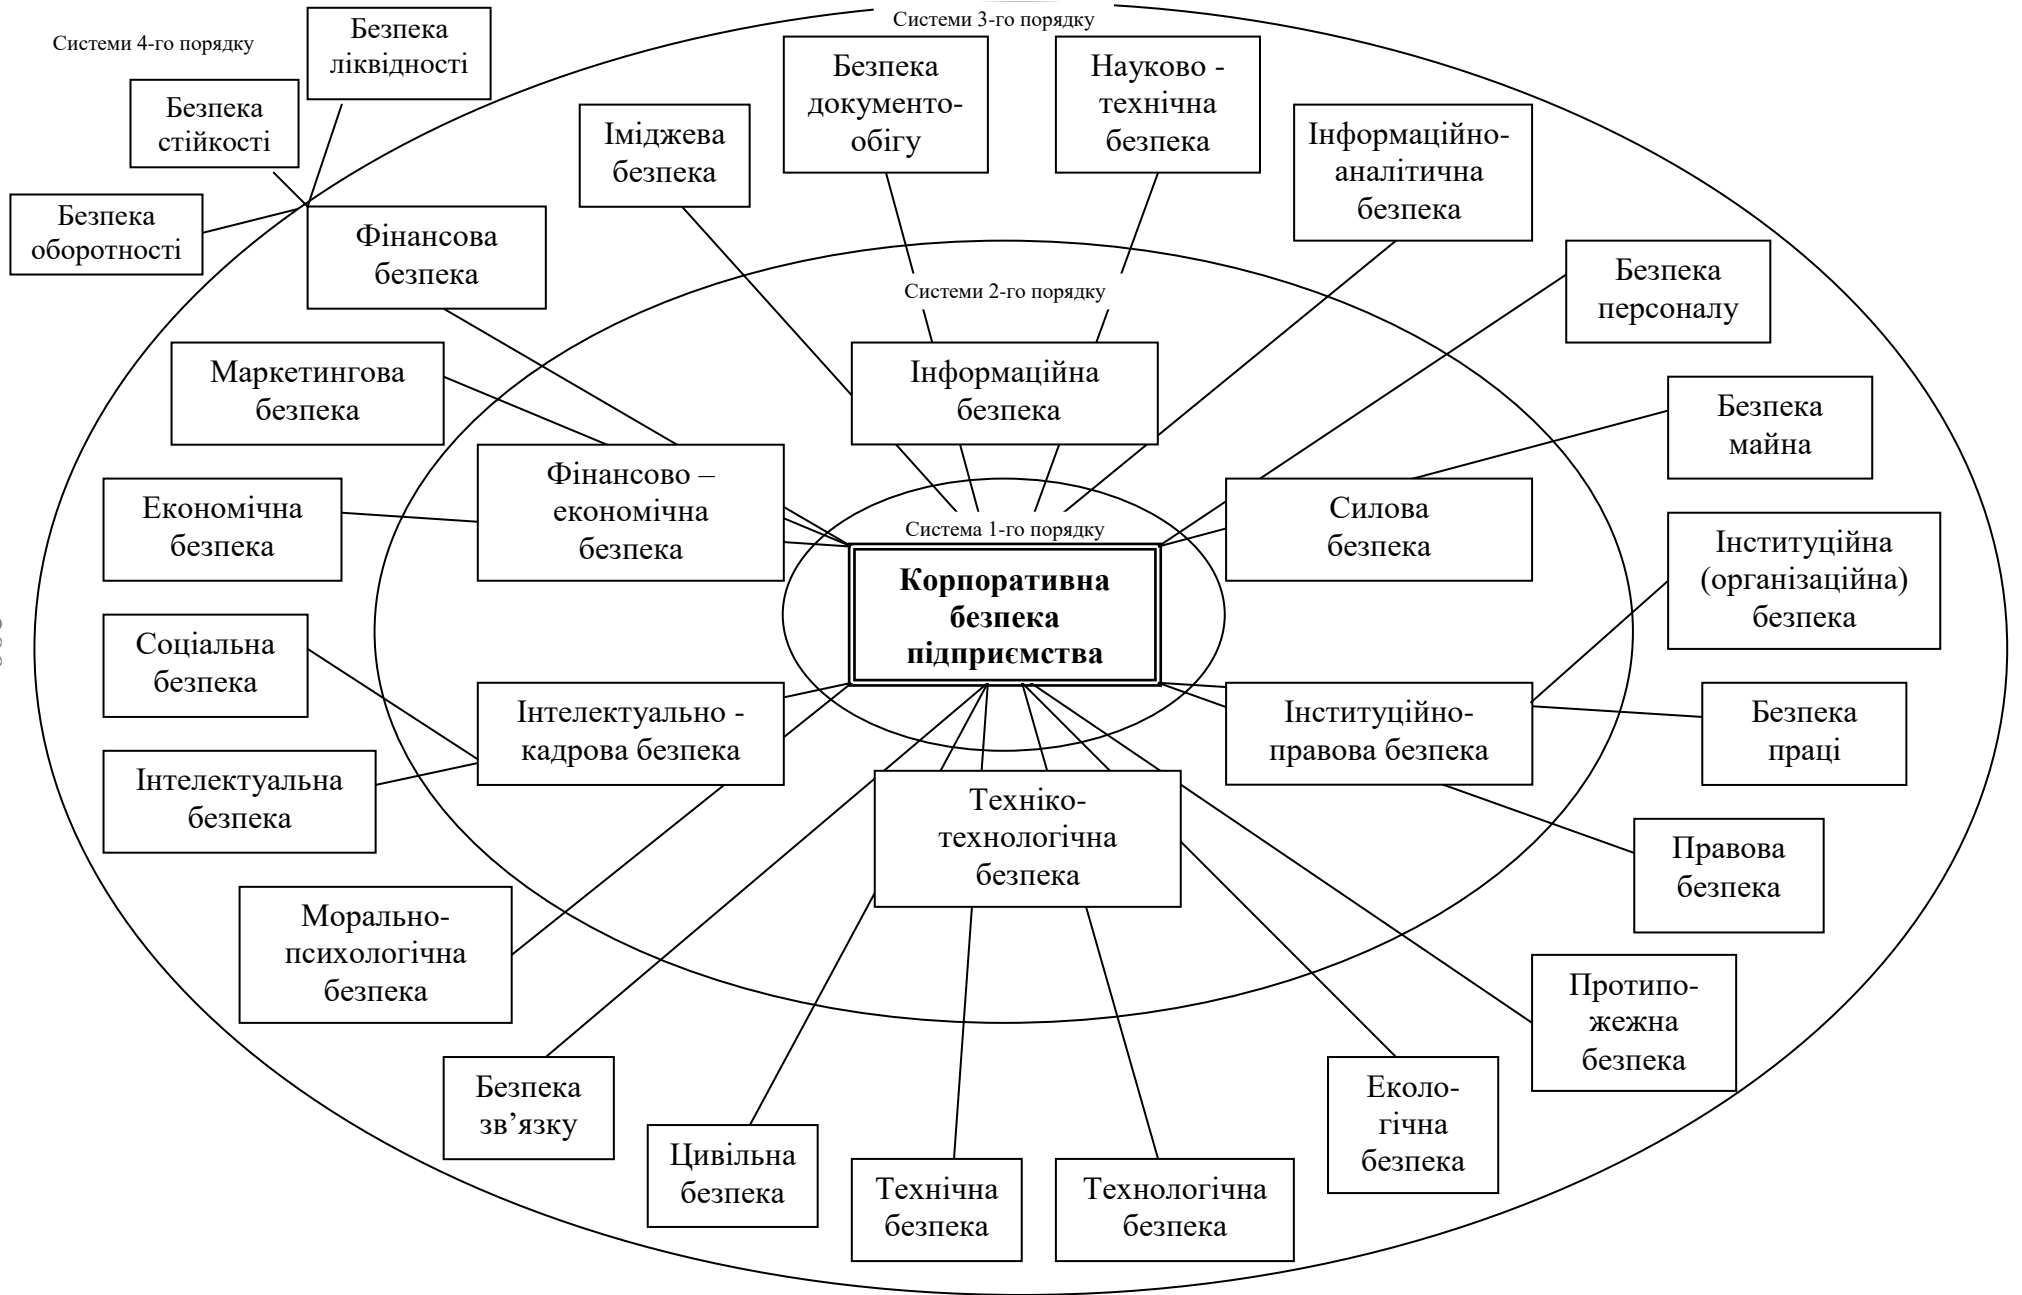 Системи 3-го порядку
Системи 4-го порядку
Безпека
ліквідності
Безпека
стійкості
Безпека
оборотності
Фінансова
безпека
Іміджева
безпека
Безпека
документо-
обігу
Науково -
технічна
безпека
Інформаційно-
аналітична
безпека
Безпека
персоналу
Системи 2-го порядку
Маркетингова
безпека
Інформаційна
безпека
Безпека
майна
Економічна
безпека
Фінансово –
економічна
безпека
Силова
безпека
Система 1-го порядку
Корпоративна
безпека
підприємства
Інституційна
(організаційна)
безпека
Соціальна
безпека
Інтелектуально -
кадрова безпека
Інституційно-
правова безпека
Безпека
праці
Інтелектуальна
безпека
Техніко-
технологічна
безпека
Правова
безпека
Морально-
психологічна
безпека
Протипо-
жежна
безпека
Безпека
зв’язку
Цивільна
безпека
Технічна
безпека
Технологічна
безпека
Еколо-
гічна
безпека